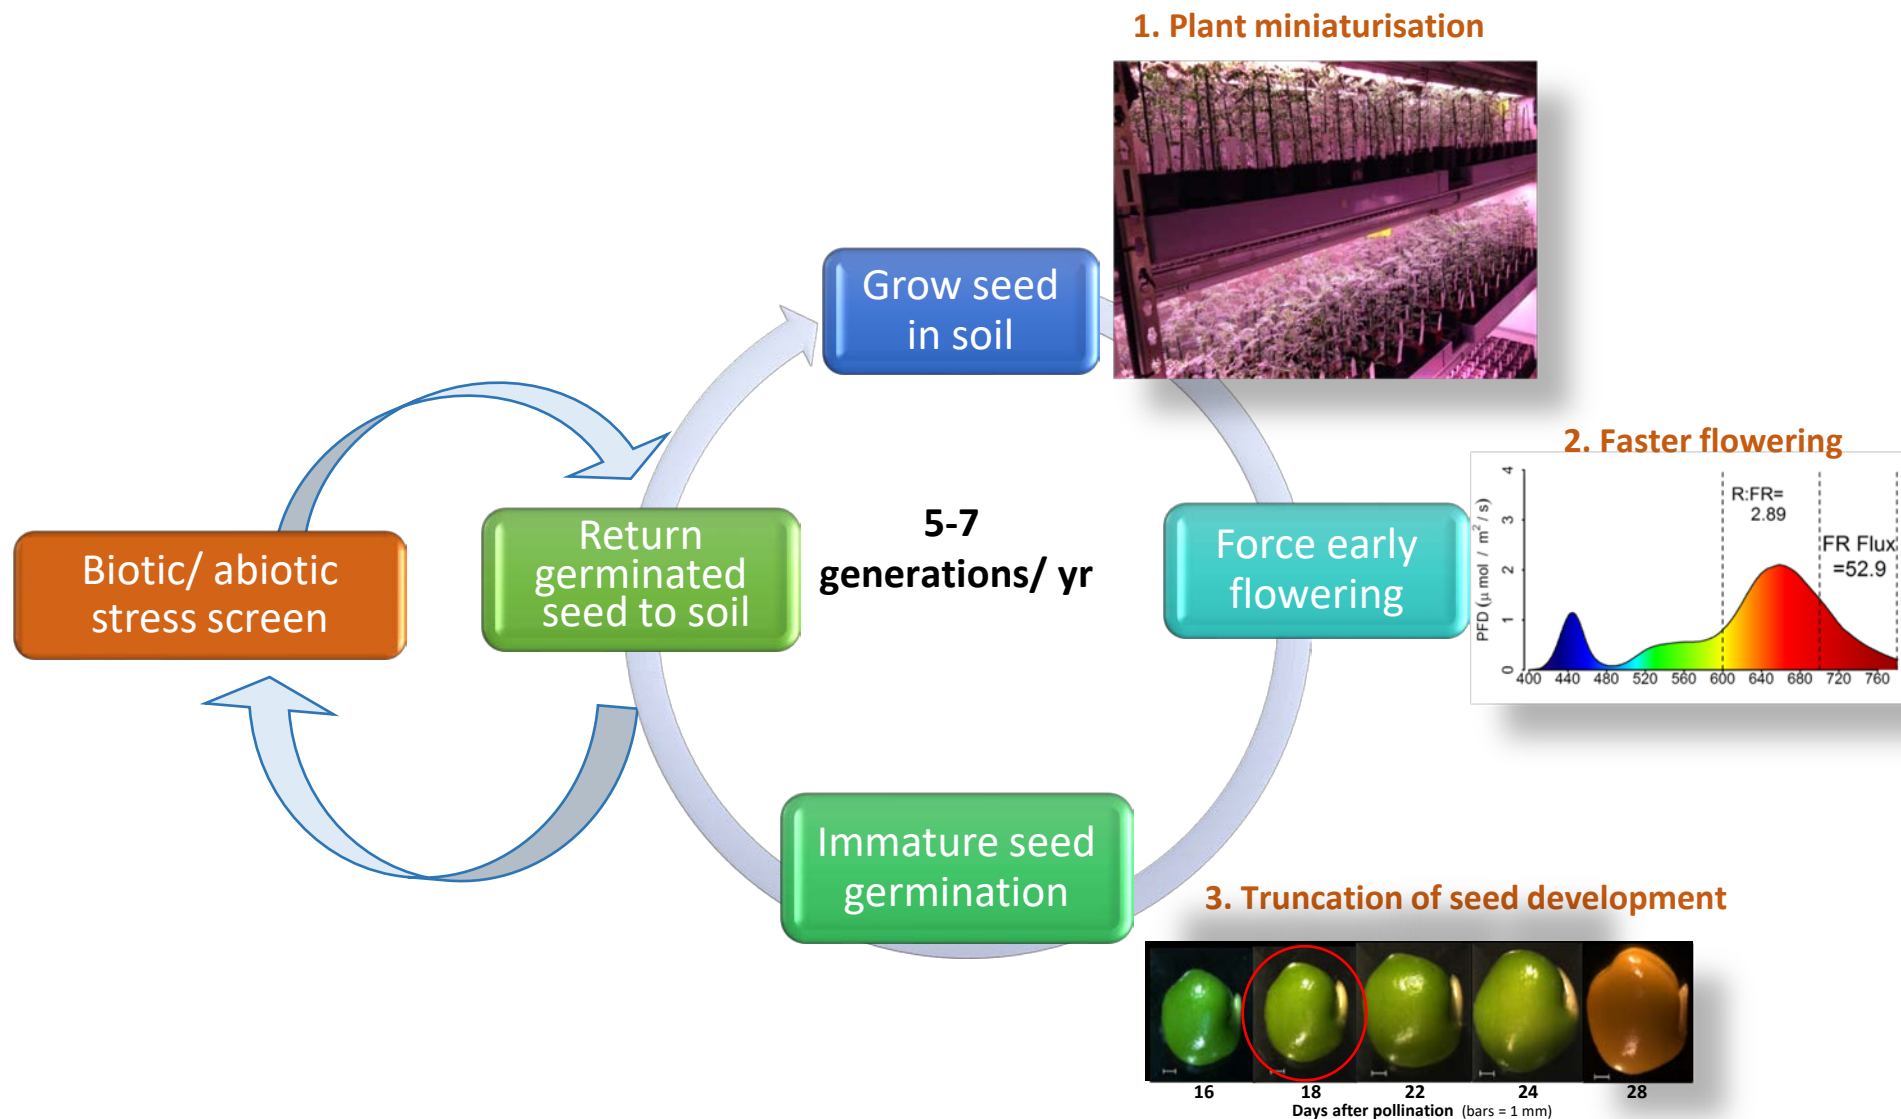 1. Plant miniaturisation
Grow seed
in soil
2. Faster flowering
4
3
2
1
0
PFD (μ mol / m² / s)
R:FR=
2.89
FR Flux
=52.9
400 440 480 520 560 600 640 680 720 760
Force early
flowering
5-7
generations/ yr
Return
germinated
seed to soil
Biotic/ abiotic
stress screen
Immature seed
germination
3. Truncation of seed development
16 18 22 24 28
Days after pollination (bars = 1 mm)